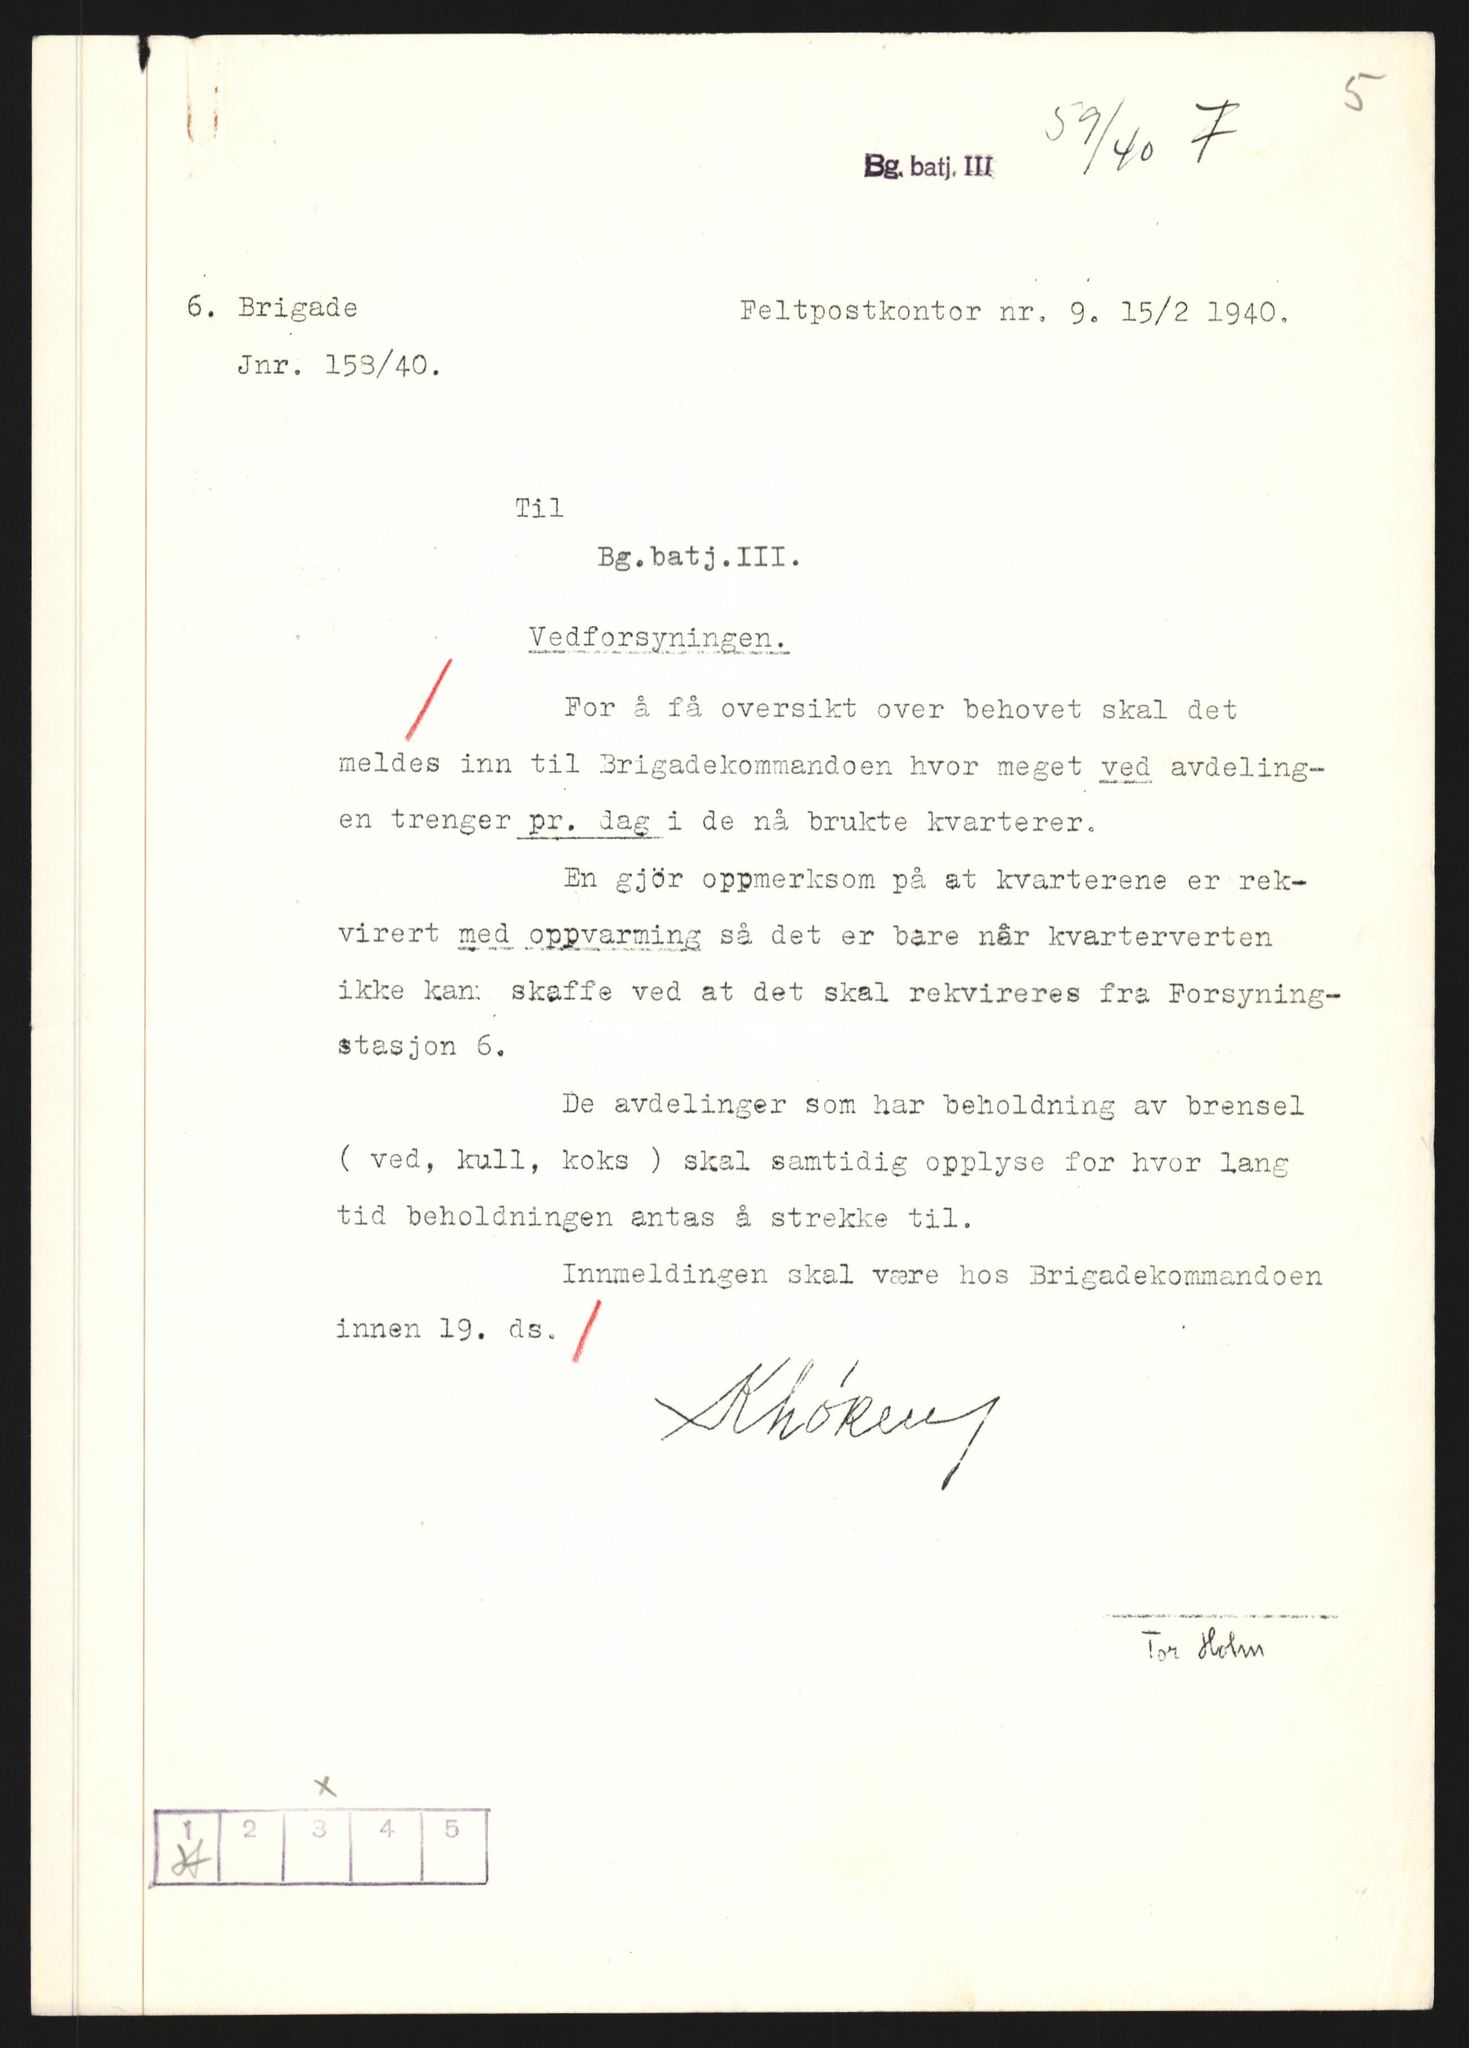 5
59/40 7
Bg. batj. III
6. Brigade
Feltpostkontor nr. 9. 15/2 1940.
Jnr. 158/40.
Til
Bg.batj.III.
Vedforsyningen.
For å få oversikt over behovet skal det
meldes inn til Brigadekommandoen hvor meget ved avdeling-
en trenger pr. dag i de nå brukte kvarterer.
En gjör oppmerksom på at kvarterene er rek-
virert med oppvarming så det er bare når kvarterverten
ikke kan skaffe ved at det skal rekvireres fra Forsyning-
stasjon 6.
De avdelinger som har beholdning av brensel
( ved, kull, koks ) skal samtidig opplyse for hvor lang
tid beholdningen antas å strekke til.
Innmeldingen skal være hos Brigadekommandoen
innen 19. ds.
Tor Holm
x
1 2 3 4 5